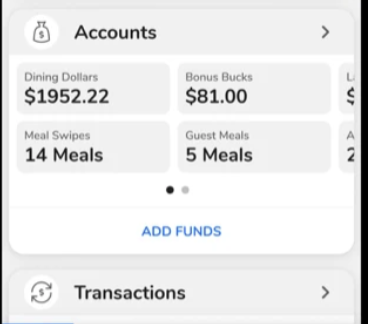 Accounts
Dining Dollars
$1952.22
Bonus Bucks
$81.00
Meal Swipes
14 Meals
Guest Meals
5 Meals
ADD FUNDS
Transactions